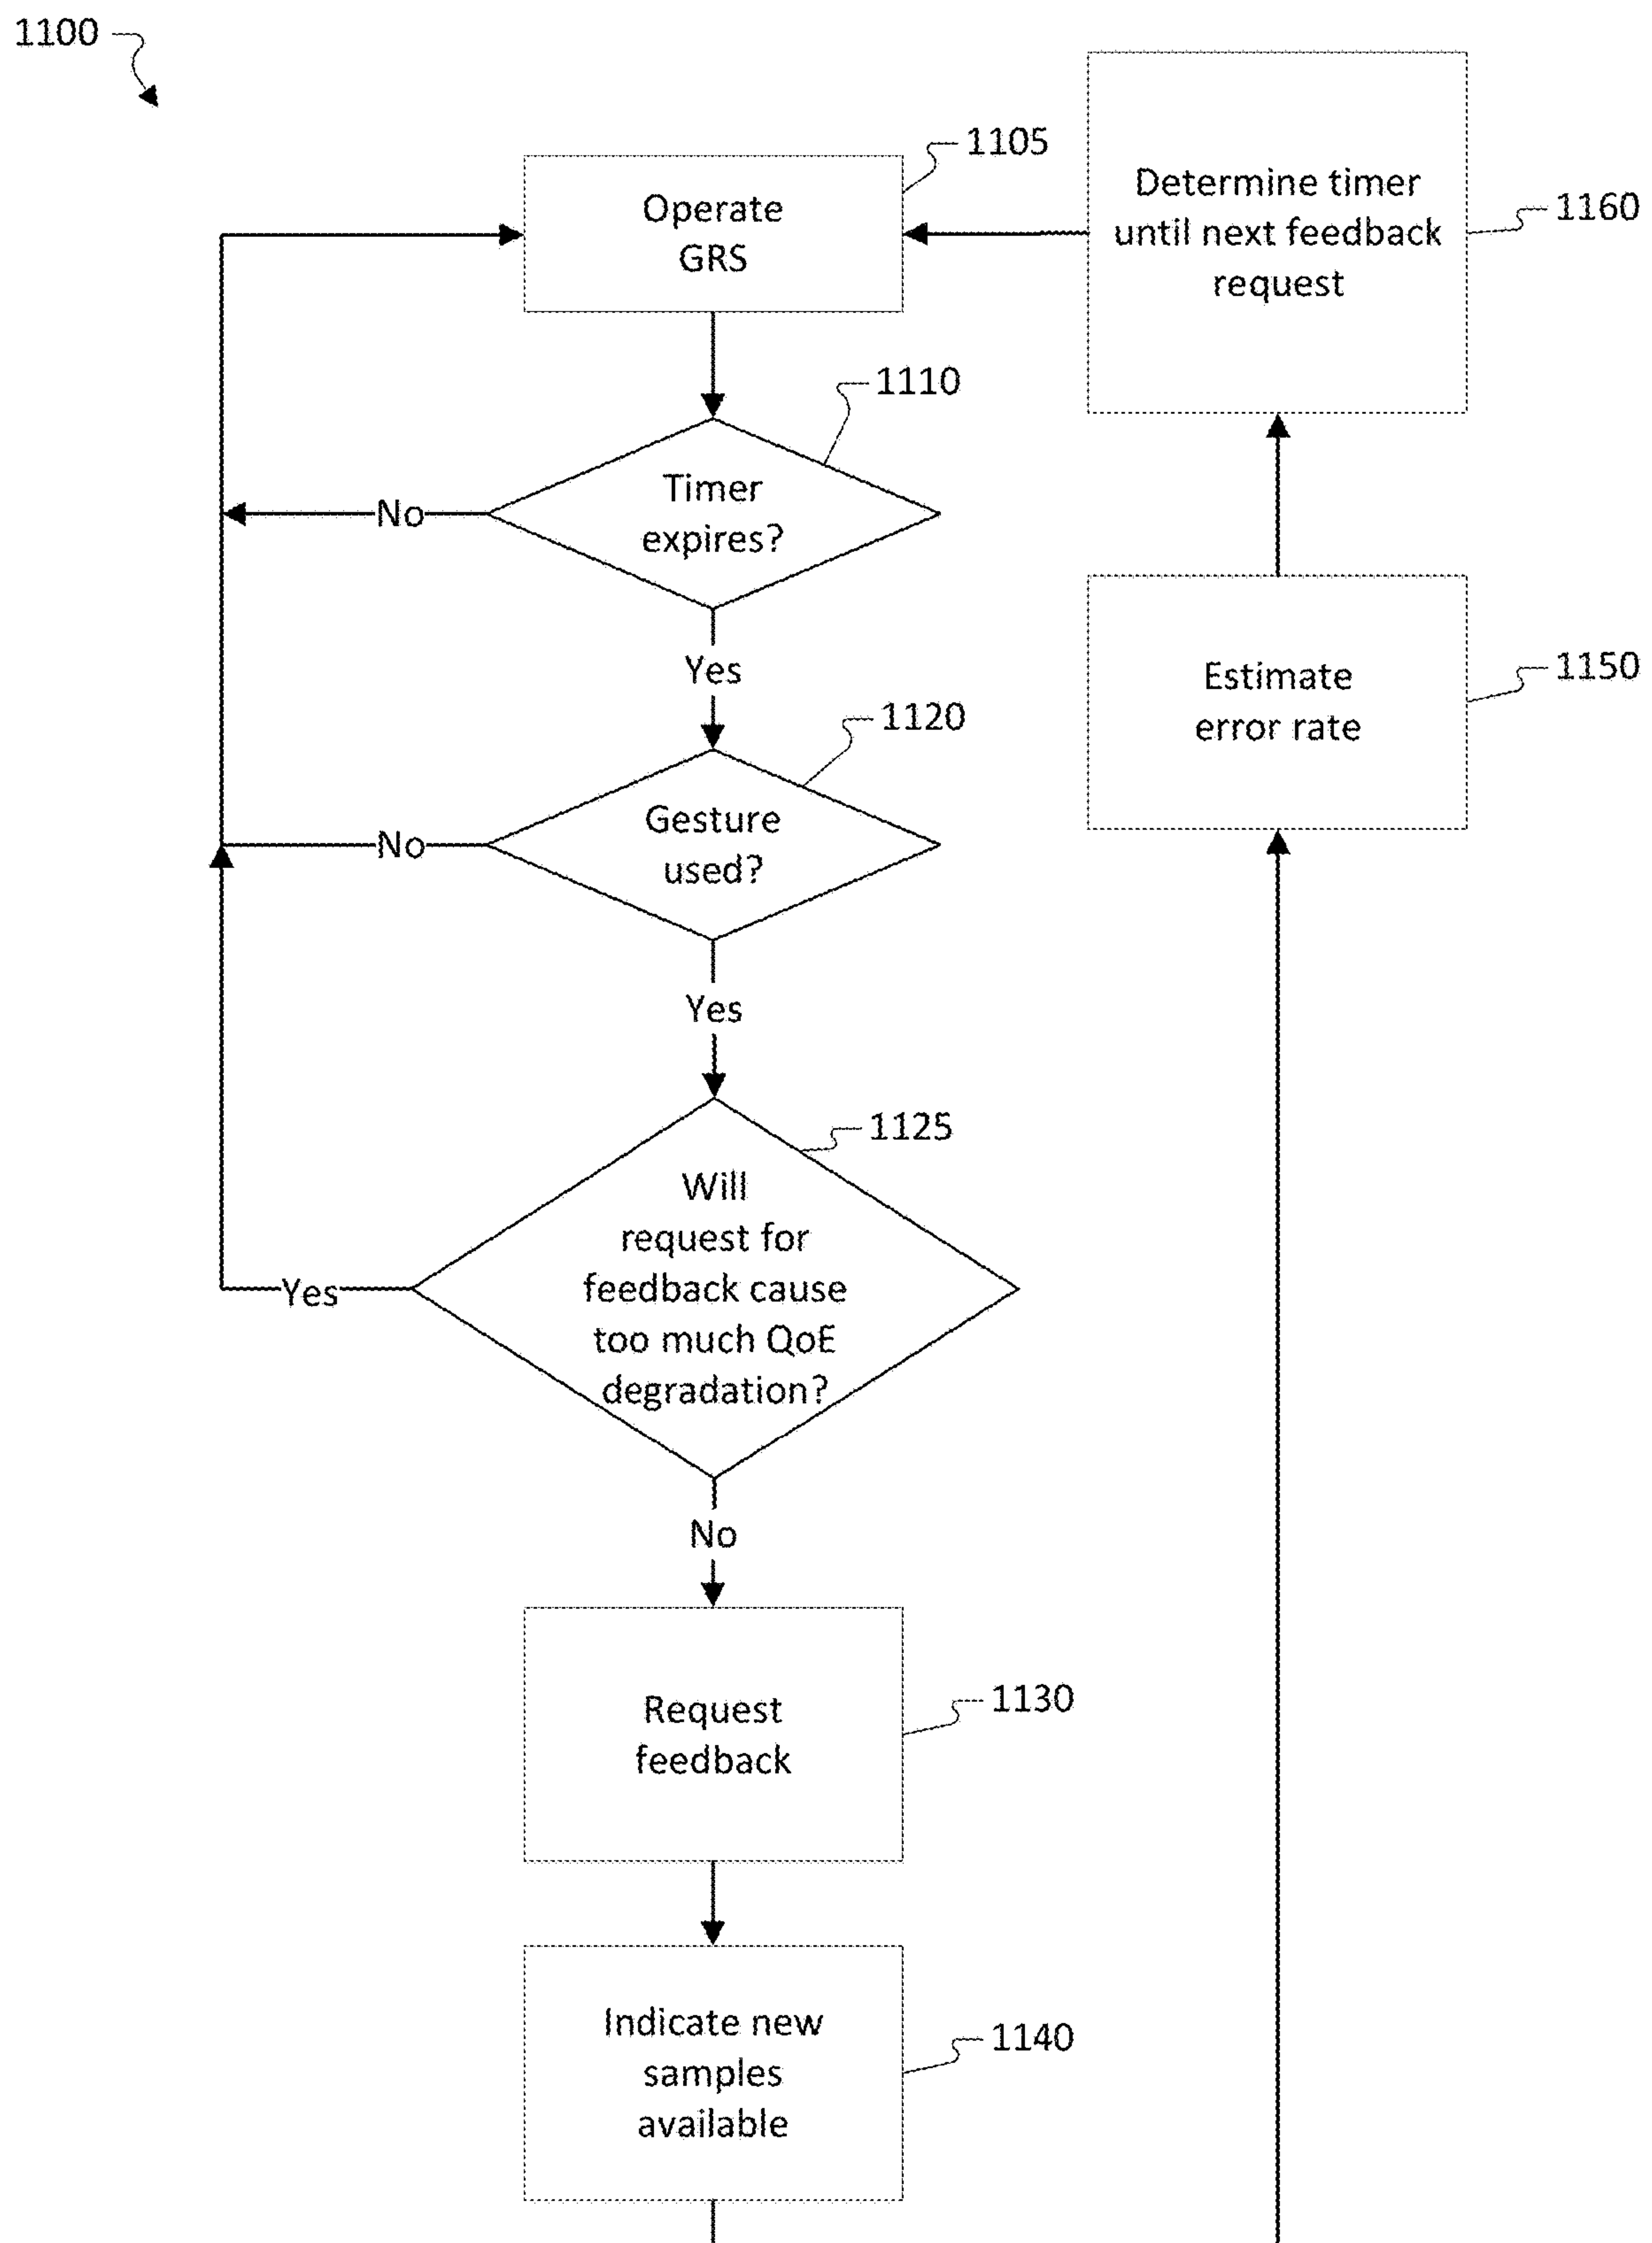 1100
1105
Operate
GRS
Determine timer
until next feedback
request
1160
1110
Timer
expires?
No
Yes
1120
Gesture
used?
No
Yes
Estimate
error rate
1150
1125
Will
request for
feedback cause
too much QoE
degradation?
Yes
No
Request
feedback
1130
Indicate new
samples
available
1140